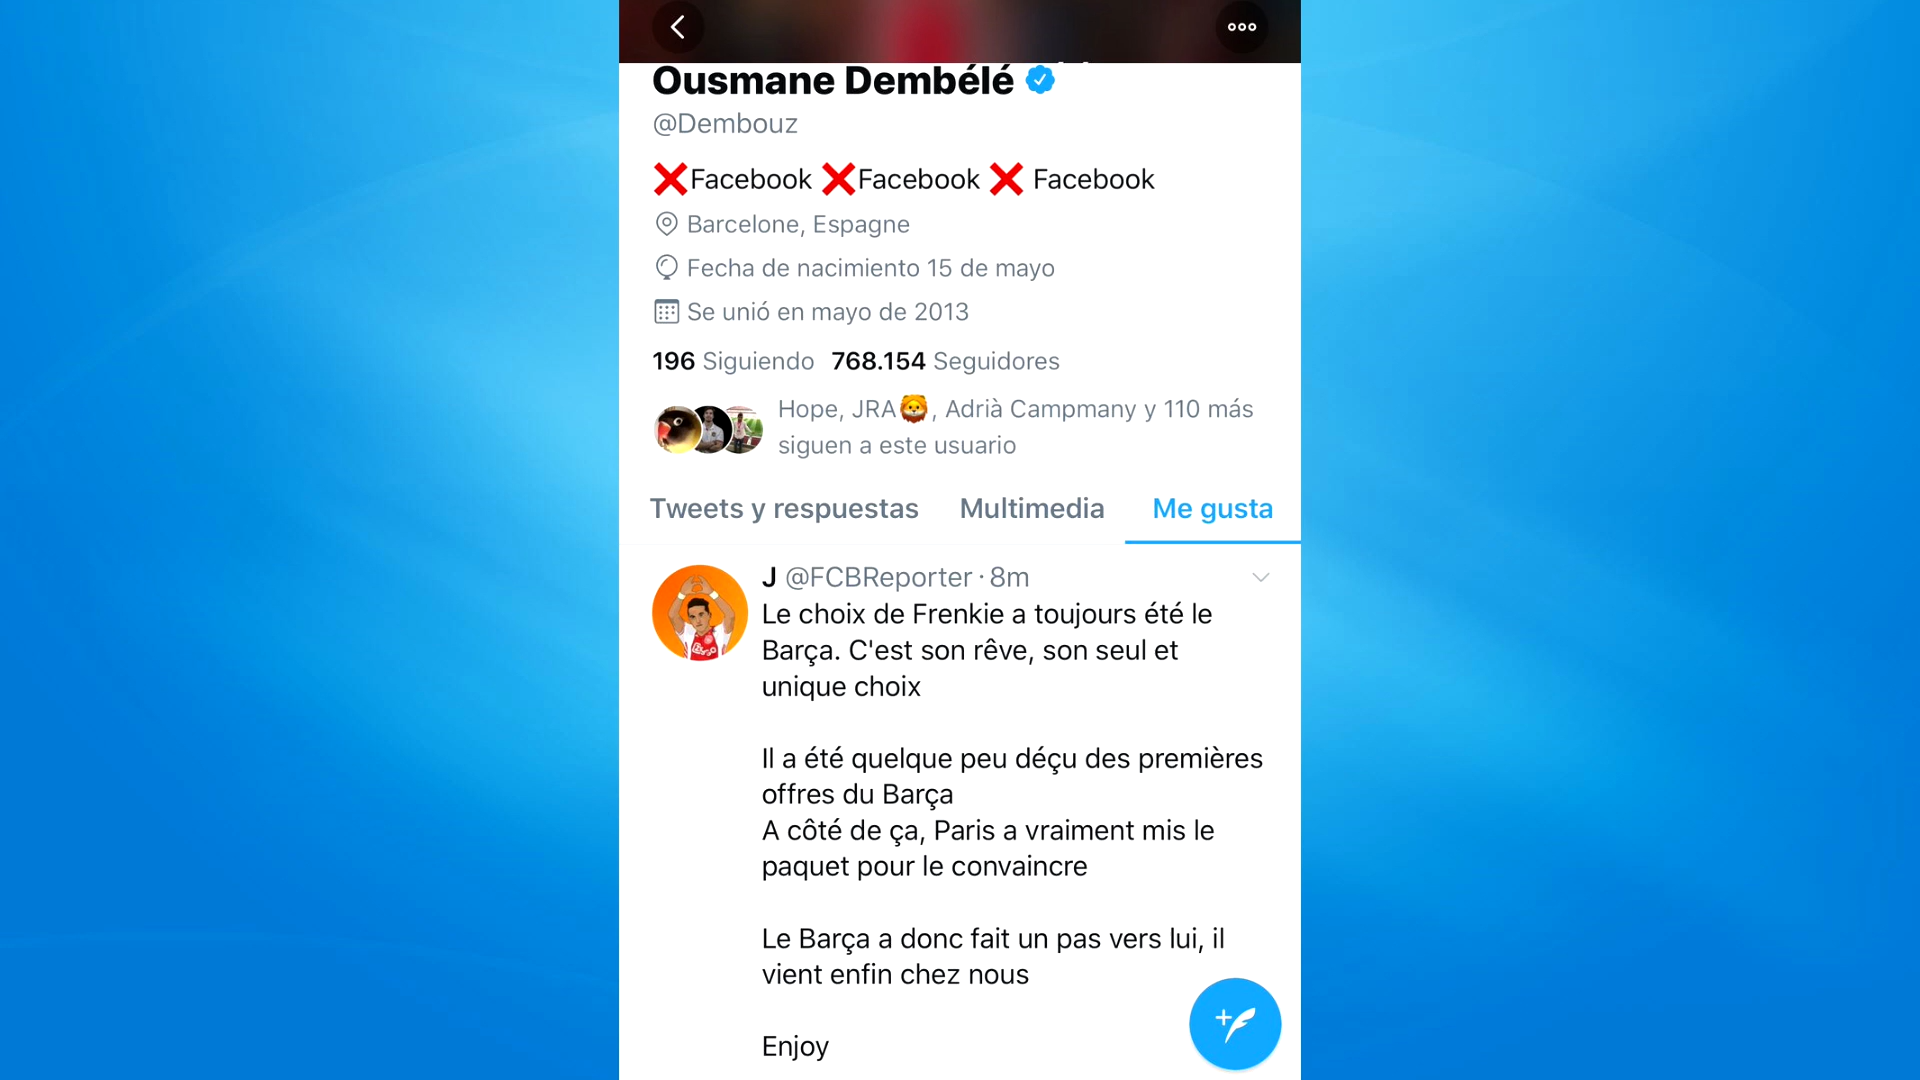 Ousmane Dembélé
@Dembouz
❌Facebook ❌Facebook ❌ Facebook
Barcelone, Espagne
Fecha de nacimiento 15 de mayo
Se unió en mayo de 2013
196 Siguiendo 768.154 Seguidores
Hope, JRA🦁, Adrià Campmany y 110 más
siguen a este usuario
Tweets y respuestas Multimedia Me gusta
J @FCBReporter · 8m
Le choix de Frenkie a toujours été le
Barça. C'est son rêve, son seul et
unique choix
Il a été quelque peu déçu des premières
offres du Barça
A côté de ça, Paris a vraiment mis le
paquet pour le convaincre
Le Barça a donc fait un pas vers lui, il
vient enfin chez nous
Enjoy